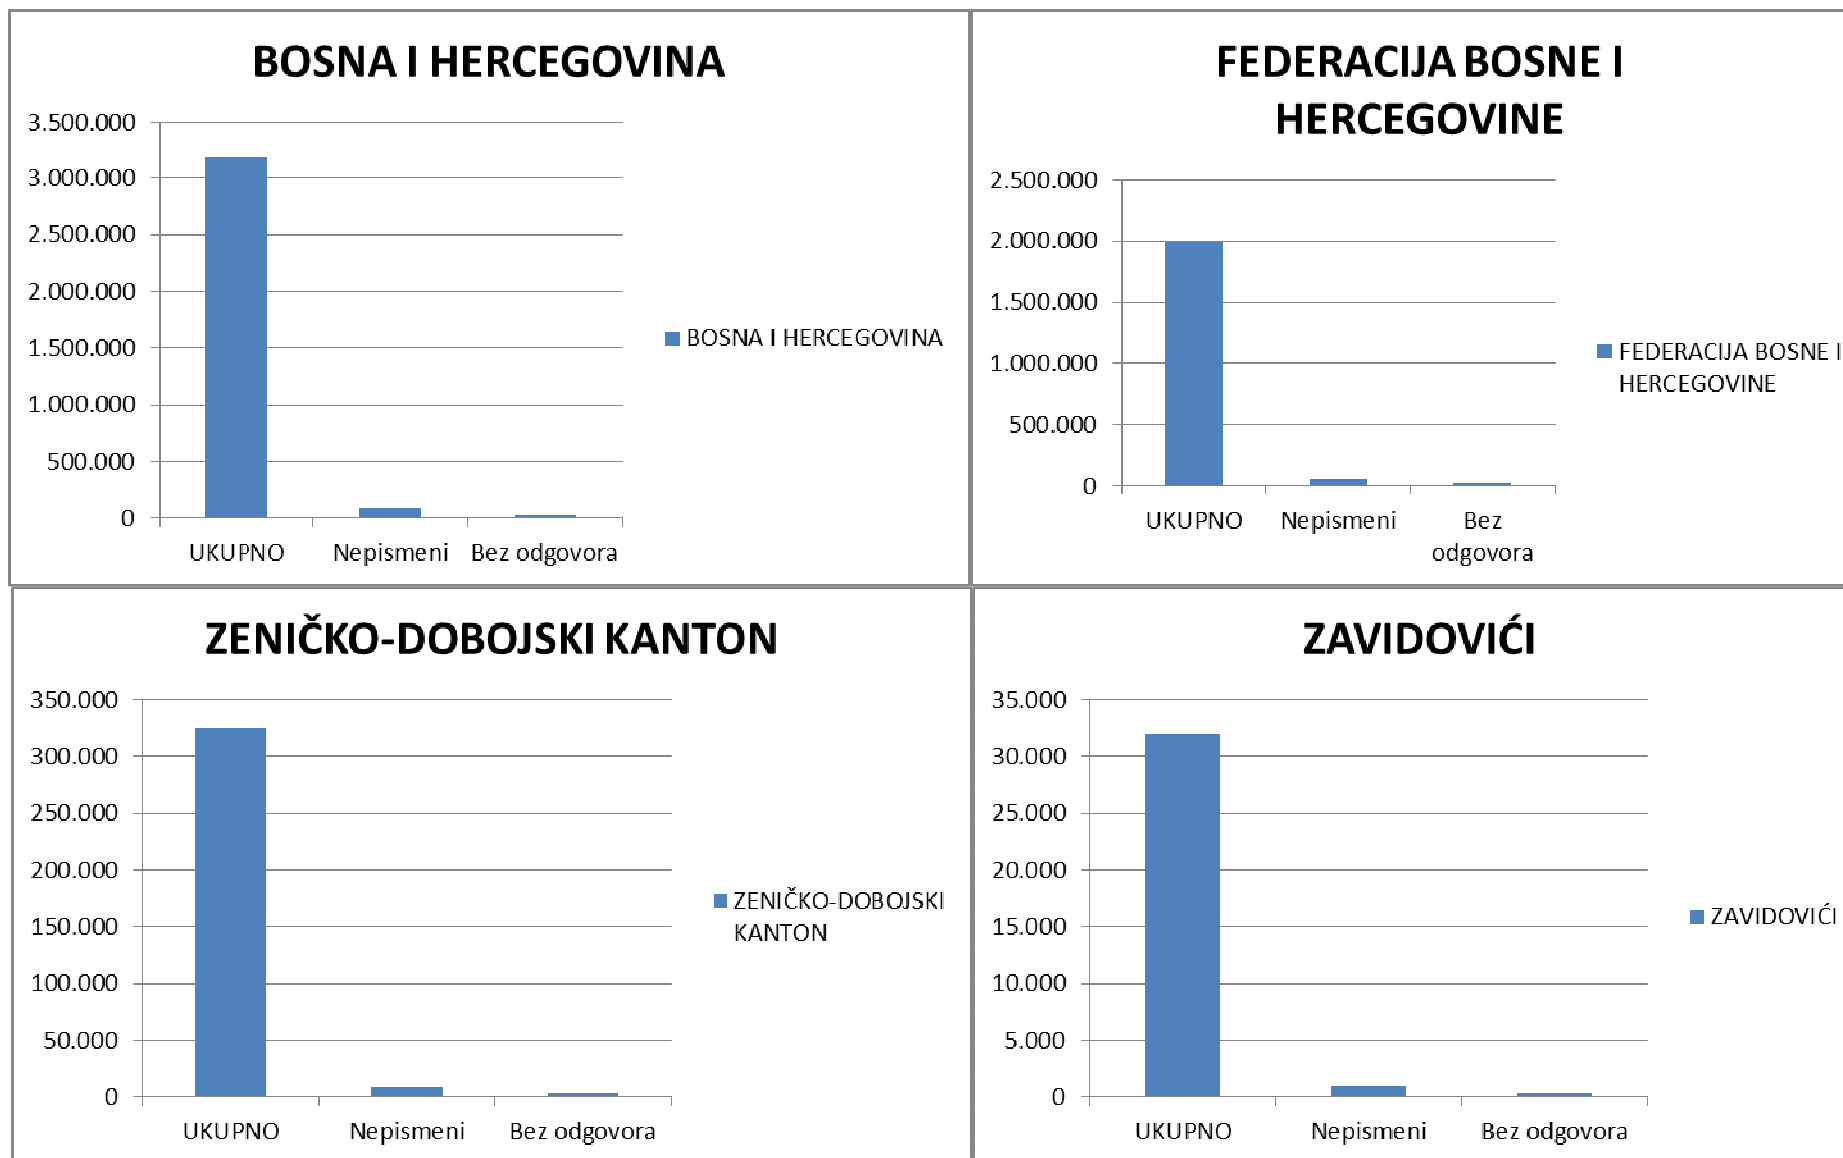 BOSNA I HERCEGOVINA
3.500.000
3.000.000
2.500.000
2.000.000
1.500.000
1.000.000
500.000
0
UKUPNO Nepismeni Bez odgovora
BOSNA I HERCEGOVINA
FEDERACIJA BOSNE I
HERCEGOVINE
2.500.000
2.000.000
1.500.000
1.000.000
500.000
0
UKUPNO Nepismeni Bez
odgovora
FEDERACIJA BOSNE I
HERCEGOVINE
ZENIČKO-DOBOJSKI KANTON
350.000
300.000
250.000
200.000
150.000
100.000
50.000
0
UKUPNO Nepismeni Bez odgovora
ZENIČKO-DOBOJSKI
KANTON
ZAVIDOVIĆI
35.000
30.000
25.000
20.000
15.000
10.000
5.000
0
UKUPNO Nepismeni Bez odgovora
ZAVIDOVIĆI